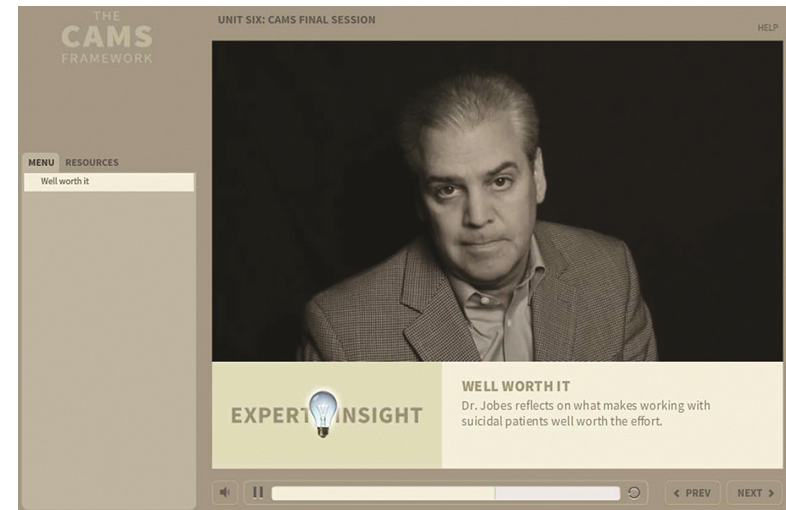 THE
CAMS
FRAMEWORK
UNIT SIX: CAMS FINAL SESSION
HELP
MENU RESOURCES
Well worth it
EXPERT INSIGHT
WELL WORTH IT
Dr. Jobes reflects on what makes working with
suicidal patients well worth the effort.
PREV NEXT